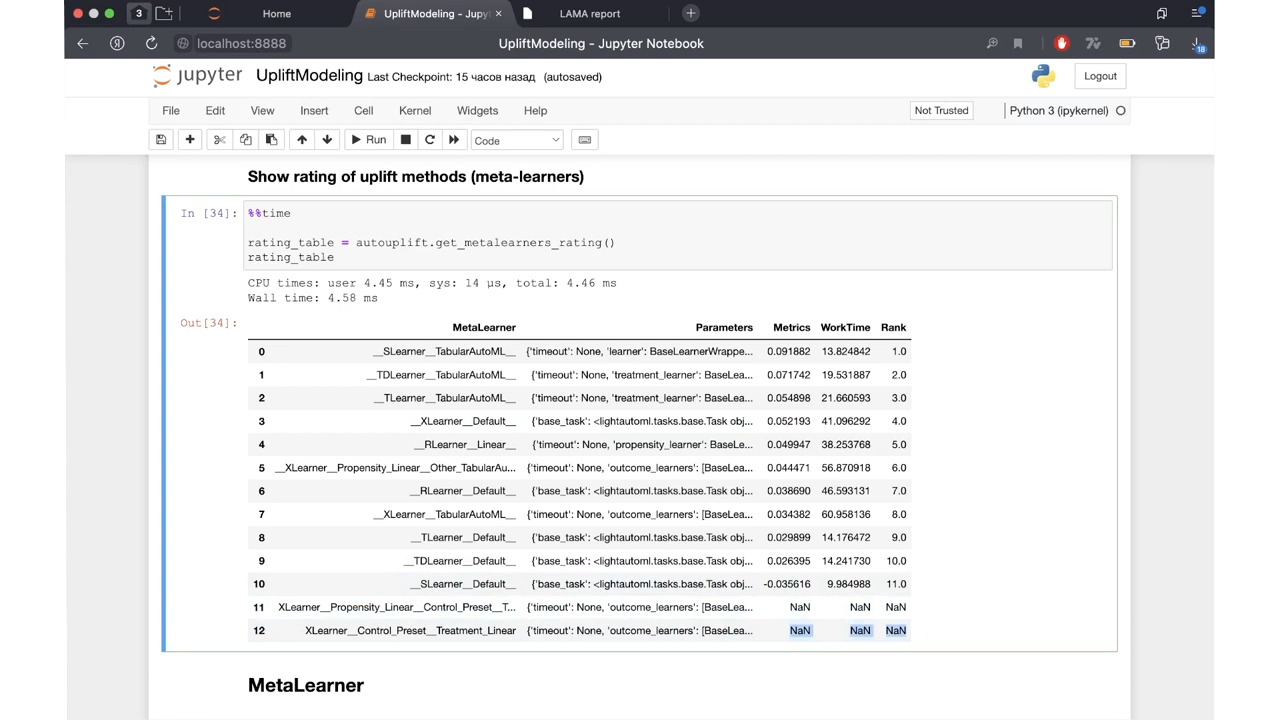 3 Home UpliftModeling - Jupyt × LAMA report
localhost:8888 UpliftModeling - Jupyter Notebook 18
jupyter UpliftModeling Last Checkpoint: 15 часов назад (autosaved) Logout
File Edit View Insert Cell Kernel Widgets Help Not Trusted Python 3 (ipykernel)
Run Code
Show rating of uplift methods (meta-learners)
In [34]: %%time
rating_table = autouplift.get_metalearners_rating()
rating_table
CPU times: user 4.45 ms, sys: 14 µs, total: 4.46 ms
Wall time: 4.58 ms
Out[34]:
MetaLearner Parameters Metrics WorkTime Rank
0 __SLearner__TabularAutoML__ {'timeout': None, 'learner': BaseLearnerWrappe... 0.091882 13.824842 1.0
1 __TDLearner__TabularAutoML__ {'timeout': None, 'treatment_learner': BaseLea... 0.071742 19.531887 2.0
2 __TLearner__TabularAutoML__ {'timeout': None, 'treatment_learner': BaseLea... 0.054898 21.660593 3.0
3 __XLearner__Default__ {'base_task': <lightautoml.tasks.base.Task obj... 0.052193 41.096292 4.0
4 __RLearner__Linear__ {'timeout': None, 'propensity_learner': BaseLe... 0.049947 38.253768 5.0
5 __XLearner__Propensity_Linear__Other_TabularAu... {'timeout': None, 'outcome_learners': [BaseLea... 0.044471 56.870918 6.0
6 __RLearner__Default__ {'base_task': <lightautoml.tasks.base.Task obj... 0.038690 46.593131 7.0
7 __XLearner__TabularAutoML__ {'timeout': None, 'outcome_learners': [BaseLea... 0.034382 60.958136 8.0
8 __TLearner__Default__ {'base_task': <lightautoml.tasks.base.Task obj... 0.029899 14.176472 9.0
9 __TDLearner__Default__ {'base_task': <lightautoml.tasks.base.Task obj... 0.026395 14.241730 10.0
10 __SLearner__Default__ {'base_task': <lightautoml.tasks.base.Task obj... -0.035616 9.984988 11.0
11 XLearner__Propensity_Linear__Control_Preset__T... {'timeout': None, 'outcome_learners': [BaseLea... NaN NaN NaN
12 XLearner__Control_Preset__Treatment_Linear {'timeout': None, 'outcome_learners': [BaseLea... NaN NaN NaN
MetaLearner